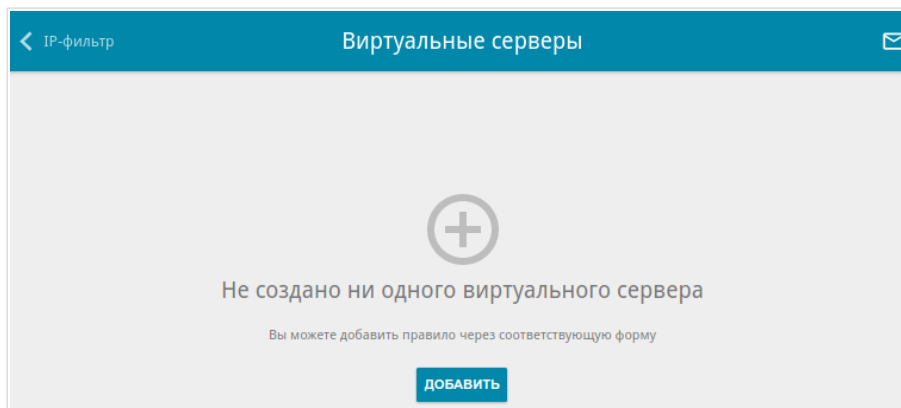 IP-фильтр
Виртуальные серверы
Не создано ни одного виртуального сервера
Вы можете добавить правило через соответствующую форму
ДОБАВИТЬ